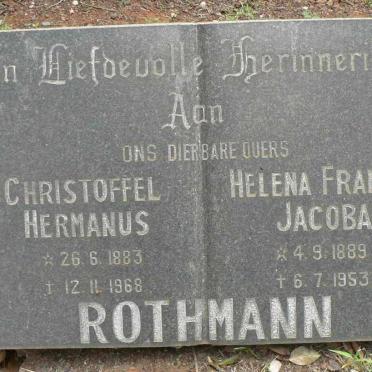 n Liefdevolle Herinneri
Aan
ONS DIERBARE OUERS
CHRISTOFFEL
HERMANUS
☆ 26.6.1883
† 12.11.1968
HELENA FRA
JACOBA
☆ 4.9.1889
† 6.7.1953
ROTHMANN